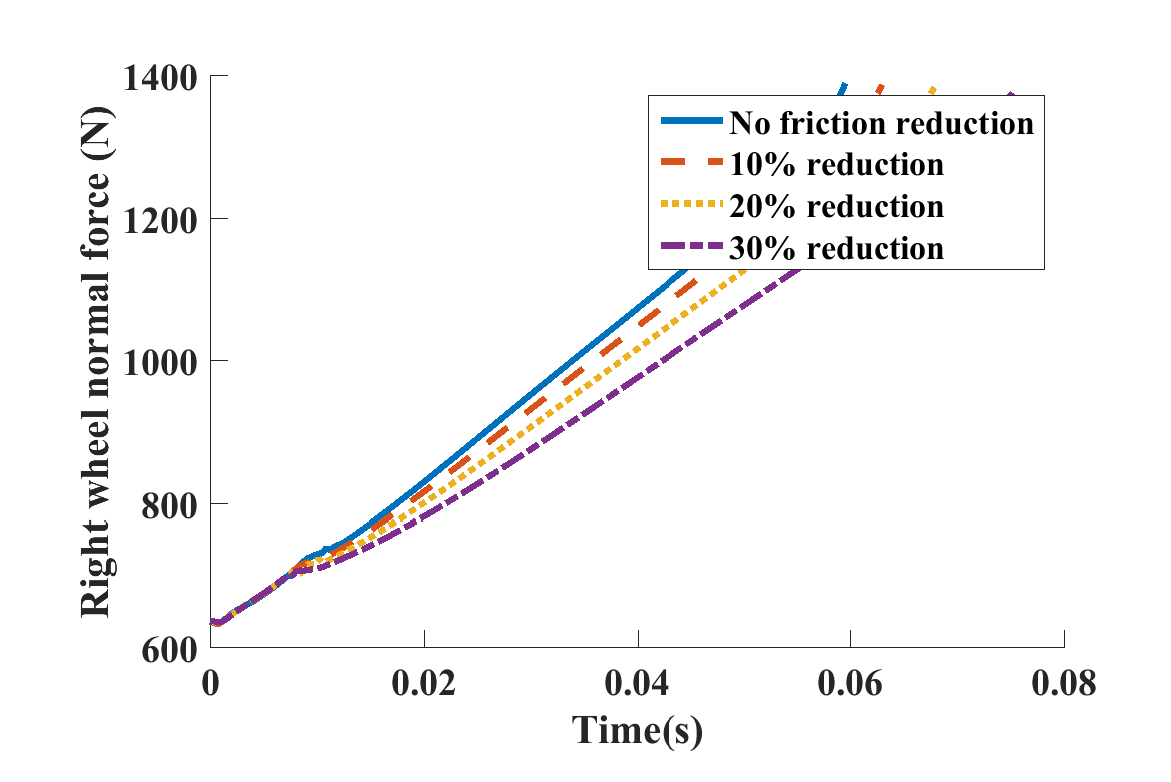 1400
1200
1000
800
600
Right wheel normal force (N)
No friction reduction
10% reduction
20% reduction
30% reduction
0
0.02
0.04
0.06
0.08
Time(s)